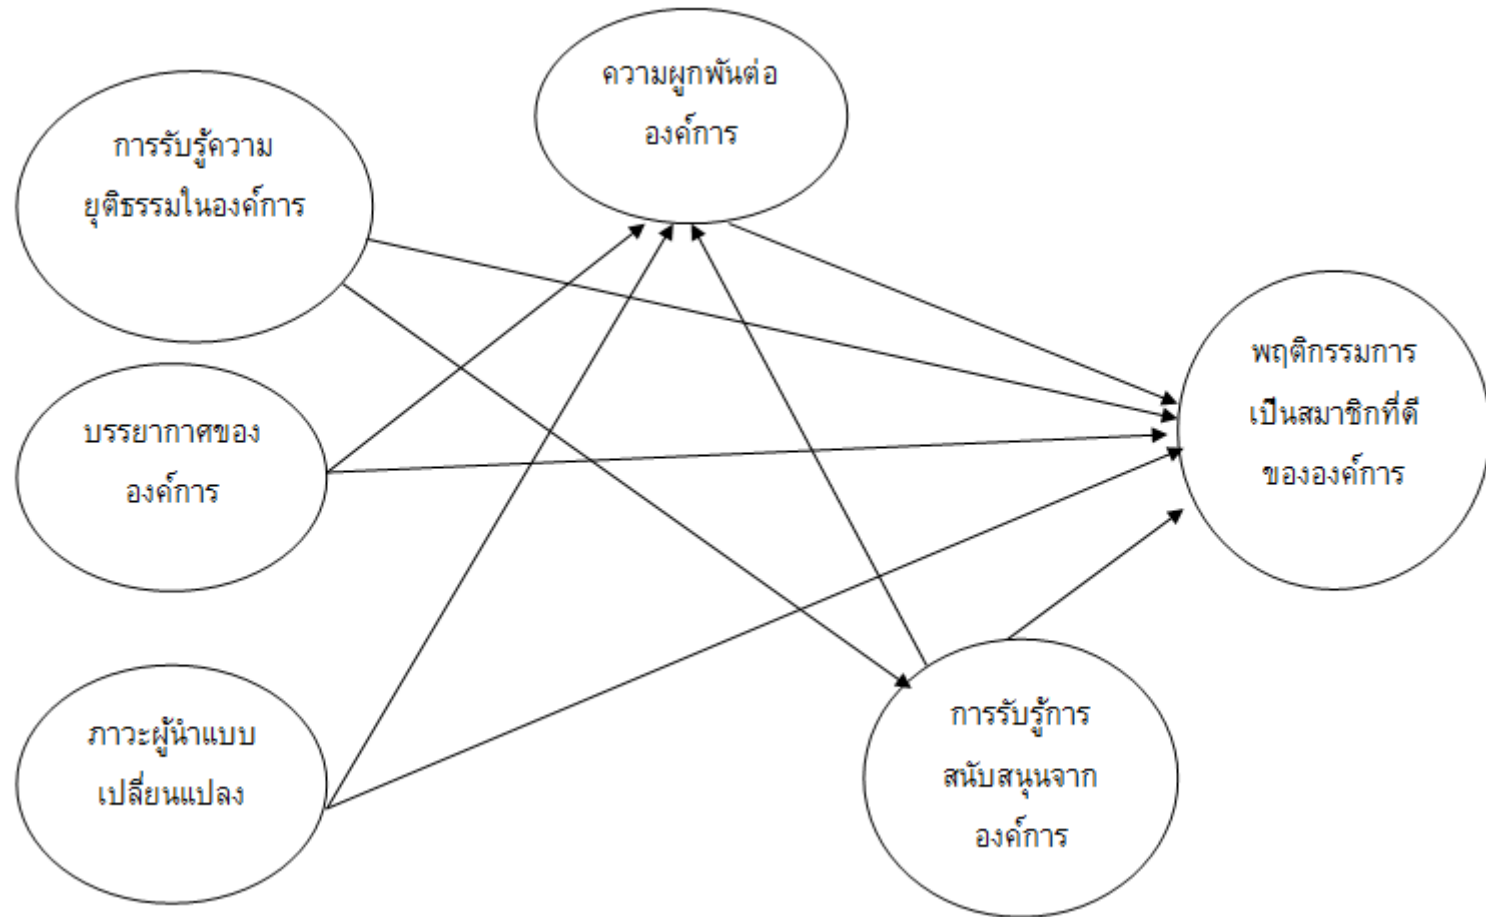 ความผูกพันต่อ
องค์การ
การรับรู้ความ
ยุติธรรมในองค์การ
บรรยากาศของ
องค์การ
ภาวะผู้นำแบบ
เปลี่ยนแปลง
พฤติกรรมการ
เป็นสมาชิกที่ดี
ขององค์การ
การรับรู้การ
สนับสนุนจาก
องค์การ